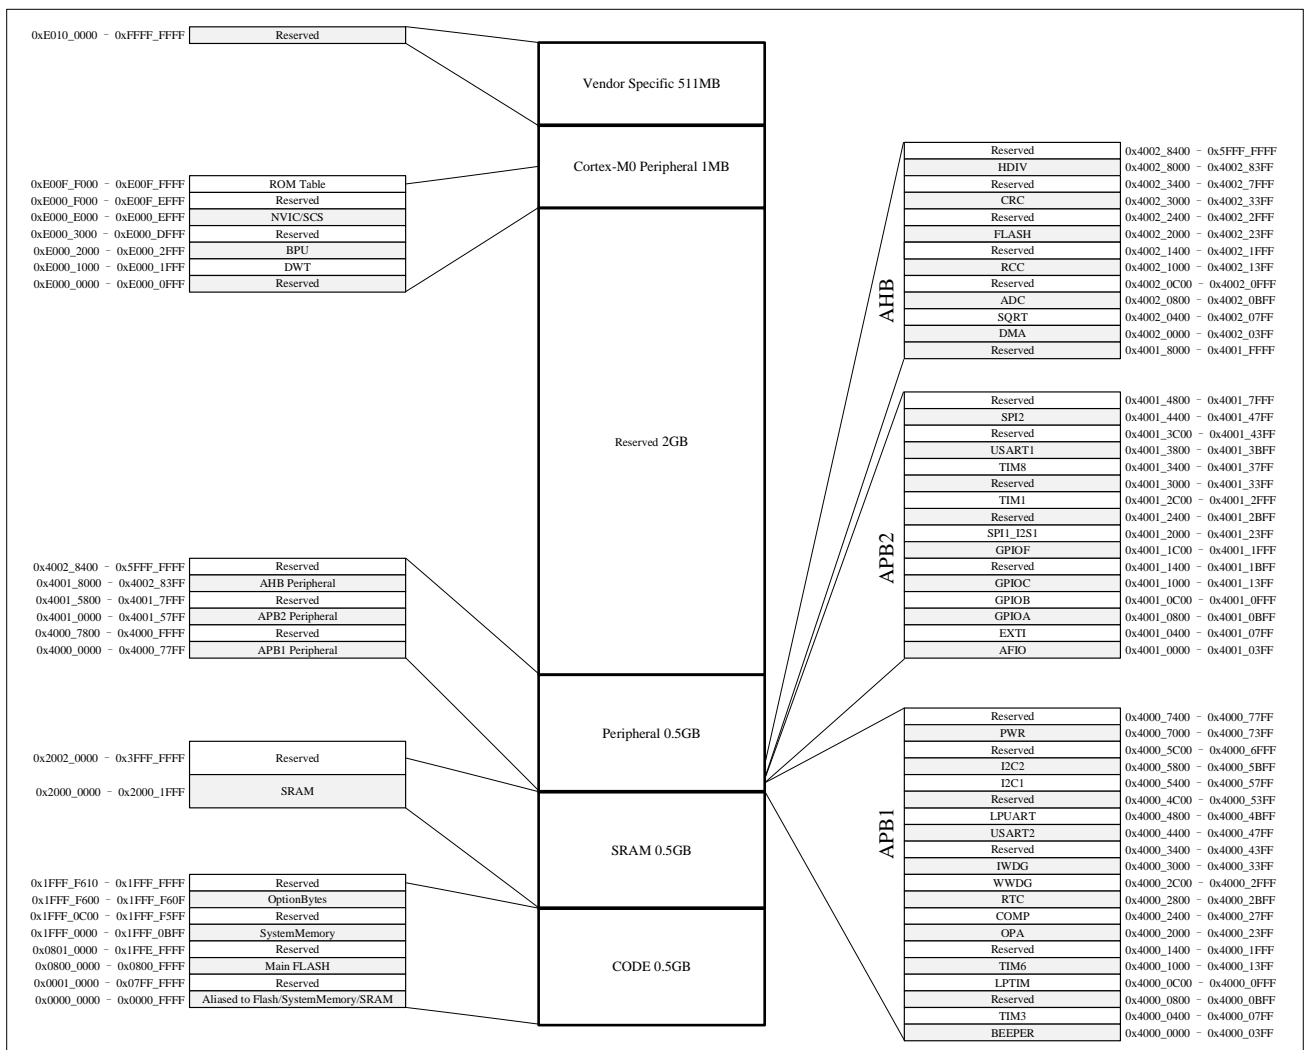 0xE010_0000 - 0xFFFF_FFFF Reserved
Vendor Specific 511MB
Cortex-M0 Peripheral 1MB
0xE00F_F000 - 0xE00F_FFFF ROM Table
0xE000_F000 - 0xE00F_EFFF Reserved
0xE000_E000 - 0xE000_EFFF NVIC/SCS
0xE000_3000 - 0xE000_DFFF Reserved
0xE000_2000 - 0xE000_2FFF BPU
0xE000_1000 - 0xE000_1FFF DWT
0xE000_0000 - 0xE000_0FFF Reserved
Reserved 2GB
0x4002_8400 - 0x5FFF_FFFF Reserved
0x4001_8000 - 0x4002_83FF AHB Peripheral
0x4001_5800 - 0x4001_7FFF Reserved
0x4001_0000 - 0x4001_57FF APB2 Peripheral
0x4000_7800 - 0x4000_FFFF Reserved
0x4000_0000 - 0x4000_77FF APB1 Peripheral
Peripheral 0.5GB
0x2002_0000 - 0x3FFF_FFFF Reserved
0x2000_0000 - 0x2000_1FFF SRAM
SRAM 0.5GB
0x1FFF_F610 - 0x1FFF_FFFF Reserved
0x1FFF_F600 - 0x1FFF_F60F OptionBytes
0x1FFF_0C00 - 0x1FFF_F5FF Reserved
0x1FFF_0000 - 0x1FFF_0BFF SystemMemory
0x0801_0000 - 0x1FFE_FFFF Reserved
0x0800_0000 - 0x0800_FFFF Main FLASH
0x0001_0000 - 0x07FF_FFFF Reserved
0x0000_0000 - 0x0000_FFFF Aliased to Flash/SystemMemory/SRAM
CODE 0.5GB
AHB
Reserved 0x4002_8400 - 0x5FFF_FFFF
HDIV 0x4002_8000 - 0x4002_83FF
Reserved 0x4002_3400 - 0x4002_7FFF
CRC 0x4002_3000 - 0x4002_33FF
Reserved 0x4002_2400 - 0x4002_2FFF
FLASH 0x4002_2000 - 0x4002_23FF
Reserved 0x4002_1400 - 0x4002_1FFF
RCC 0x4002_1000 - 0x4002_13FF
Reserved 0x4002_0C00 - 0x4002_0FFF
ADC 0x4002_0800 - 0x4002_0BFF
SQRT 0x4002_0400 - 0x4002_07FF
DMA 0x4002_0000 - 0x4002_03FF
Reserved 0x4001_8000 - 0x4001_FFFF
APB2
Reserved 0x4001_4800 - 0x4001_7FFF
SPI2 0x4001_4400 - 0x4001_47FF
Reserved 0x4001_3C00 - 0x4001_43FF
USART1 0x4001_3800 - 0x4001_3BFF
TIM8 0x4001_3400 - 0x4001_37FF
Reserved 0x4001_3000 - 0x4001_33FF
TIM1 0x4001_2C00 - 0x4001_2FFF
Reserved 0x4001_2400 - 0x4001_2BFF
SPI1_I2S1 0x4001_2000 - 0x4001_23FF
GPIOF 0x4001_1C00 - 0x4001_1FFF
Reserved 0x4001_1400 - 0x4001_1BFF
GPIOC 0x4001_1000 - 0x4001_13FF
GPIOB 0x4001_0C00 - 0x4001_0FFF
GPIOA 0x4001_0800 - 0x4001_0BFF
EXTI 0x4001_0400 - 0x4001_07FF
AFIO 0x4001_0000 - 0x4001_03FF
APB1
Reserved 0x4000_7400 - 0x4000_77FF
PWR 0x4000_7000 - 0x4000_73FF
Reserved 0x4000_5C00 - 0x4000_6FFF
I2C2 0x4000_5800 - 0x4000_5BFF
I2C1 0x4000_5400 - 0x4000_57FF
Reserved 0x4000_4C00 - 0x4000_53FF
LPUART 0x4000_4800 - 0x4000_4BFF
USART2 0x4000_4400 - 0x4000_47FF
Reserved 0x4000_3400 - 0x4000_43FF
IWDG 0x4000_3000 - 0x4000_33FF
WWDG 0x4000_2C00 - 0x4000_2FFF
RTC 0x4000_2800 - 0x4000_2BFF
COMP 0x4000_2400 - 0x4000_27FF
OPA 0x4000_2000 - 0x4000_23FF
Reserved 0x4000_1400 - 0x4000_1FFF
TIM6 0x4000_1000 - 0x4000_13FF
LPTIM 0x4000_0C00 - 0x4000_0FFF
Reserved 0x4000_0800 - 0x4000_0BFF
TIM3 0x4000_0400 - 0x4000_07FF
BEEPER 0x4000_0000 - 0x4000_03FF